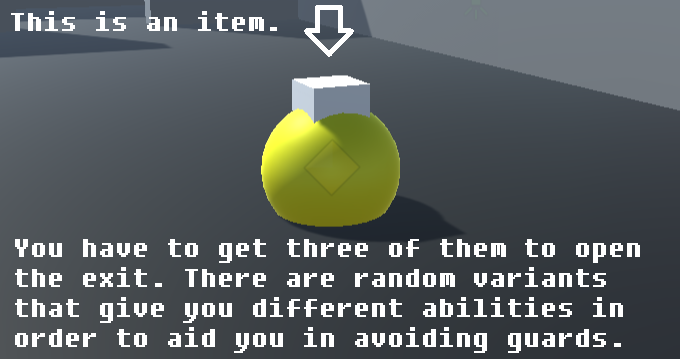 This is an item.
You have to get three of them to open
the exit. There are random variants
that give you different abilities in
order to aid you in avoiding guards.